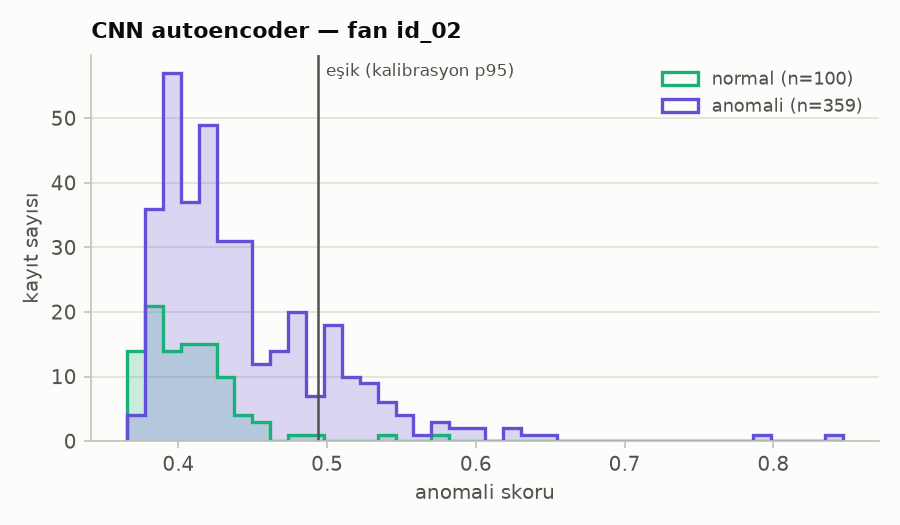 CNN autoencoder — fan id_02
eşik (kalibrasyon p95)
normal (n=100)
anomali (n=359)
kayıt sayısı
50
40
30
20
10
0
0.4 0.5 0.6 0.7 0.8
anomali skoru